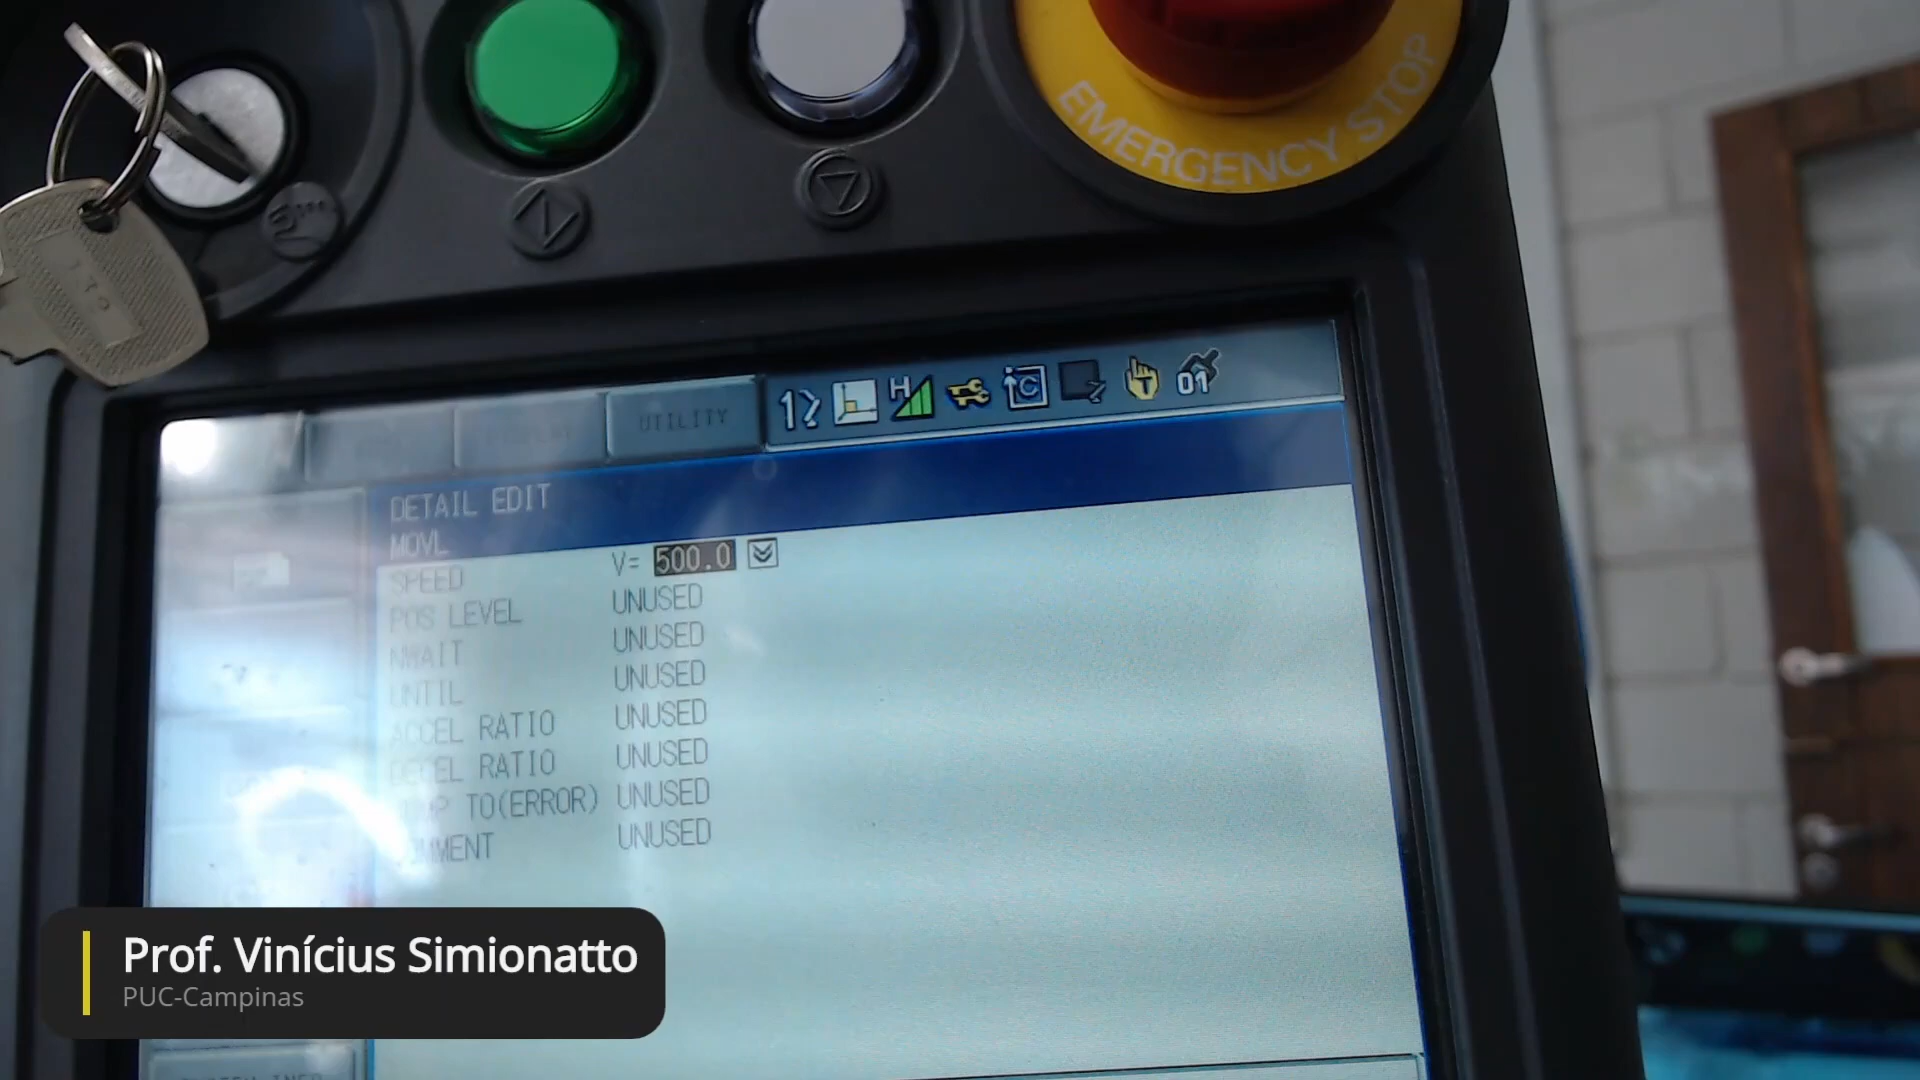 EMERGENCY STOP
UTILITY
DETAIL EDIT
MOVL
SPEED V= 500.0
POS LEVEL UNUSED
NWAIT UNUSED
UNTIL UNUSED
ACCEL RATIO UNUSED
DECEL RATIO UNUSED
TO(ERROR) UNUSED
COMMENT UNUSED
Prof. Vinícius Simionatto
PUC-Campinas